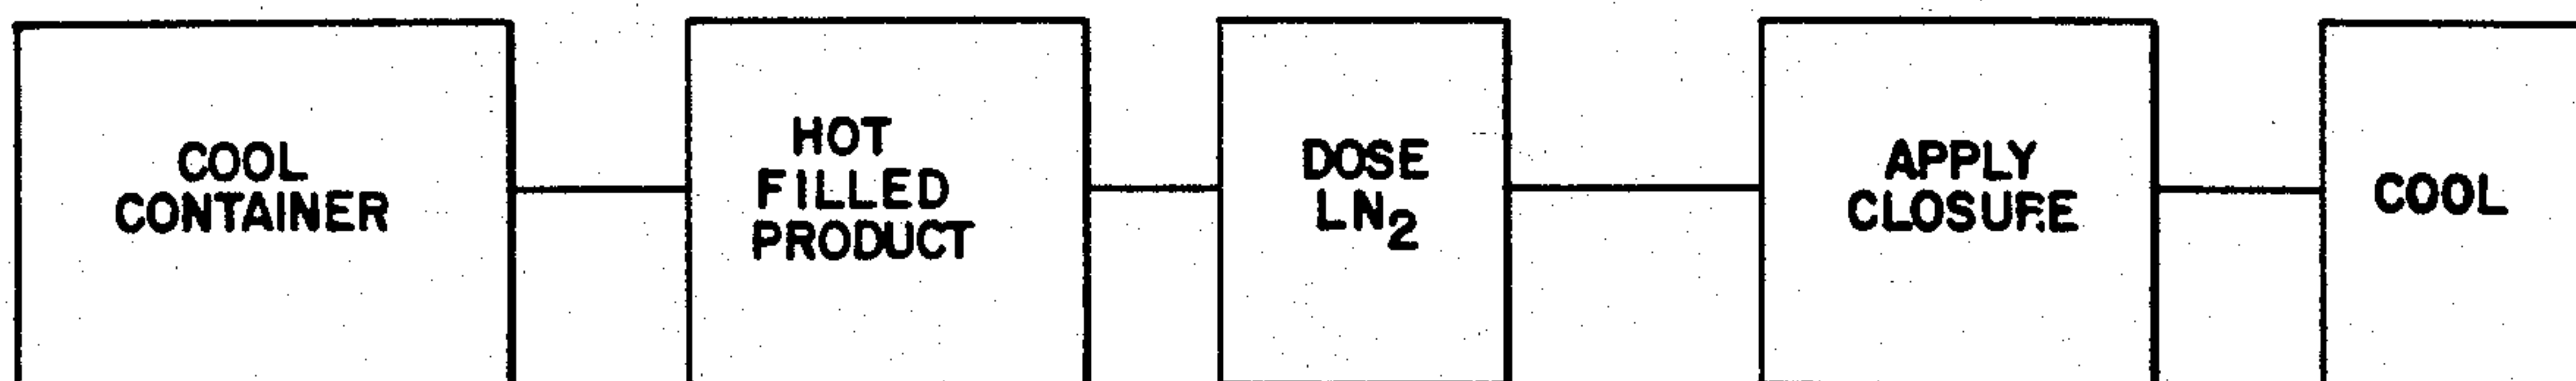 COOL
CONTAINER
HOT
FILLED
PRODUCT
DOSE
LN2
APPLY
CLOSURE
COOL